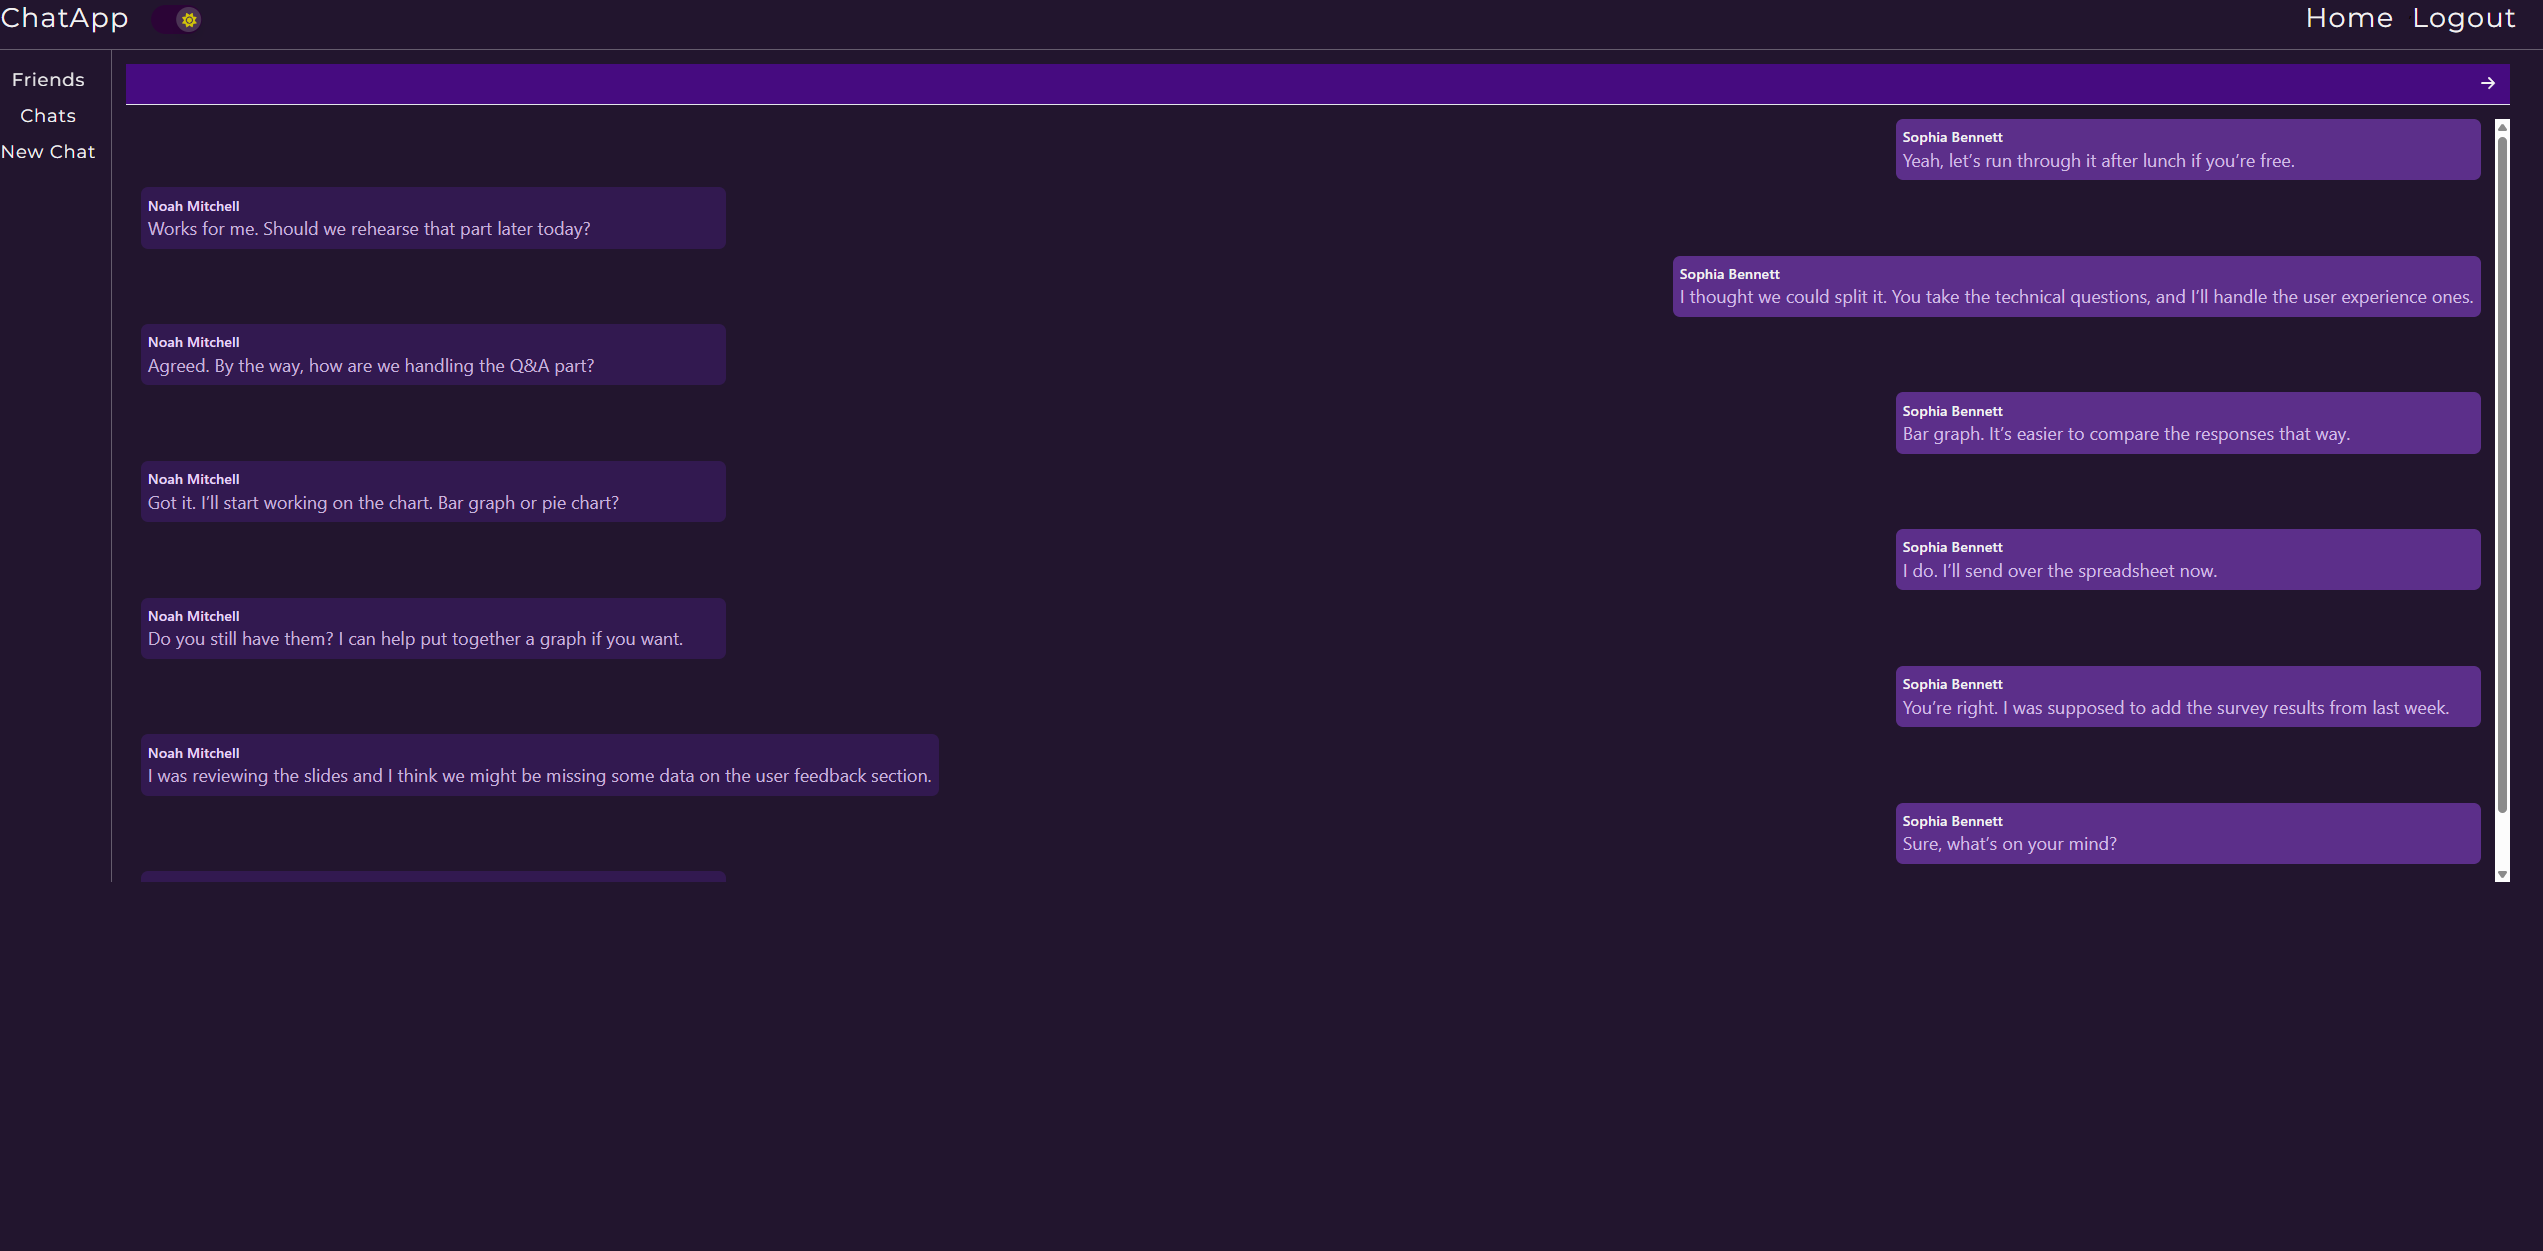 ChatApp
Home Logout
Friends
Chats
New Chat
Sophia Bennett
Yeah, let’s run through it after lunch if you’re free.
Noah Mitchell
Works for me. Should we rehearse that part later today?
Sophia Bennett
I thought we could split it. You take the technical questions, and I’ll handle the user experience ones.
Noah Mitchell
Agreed. By the way, how are we handling the Q&A part?
Sophia Bennett
Bar graph. It’s easier to compare the responses that way.
Noah Mitchell
Got it. I’ll start working on the chart. Bar graph or pie chart?
Sophia Bennett
I do. I’ll send over the spreadsheet now.
Noah Mitchell
Do you still have them? I can help put together a graph if you want.
Sophia Bennett
You’re right. I was supposed to add the survey results from last week.
Noah Mitchell
I was reviewing the slides and I think we might be missing some data on the user feedback section.
Sophia Bennett
Sure, what’s on your mind?